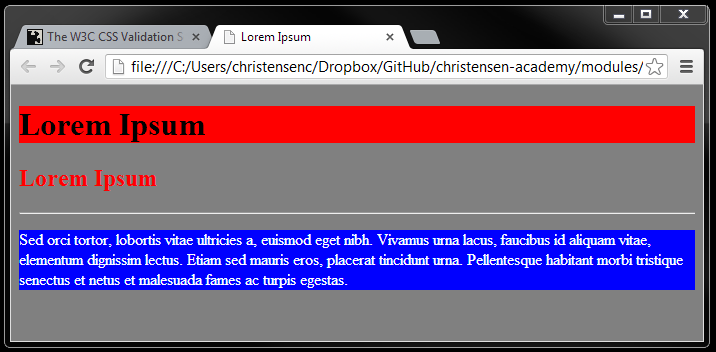 The W3C CSS Validation S
Lorem Ipsum
file:///C:/Users/christensenc/Dropbox/GitHub/christensen-academy/modules/
Lorem Ipsum
Lorem Ipsum
Sed orci tortor, lobortis vitae ultricies a, euismod eget nibh. Vivamus urna lacus, faucibus id aliquam vitae,
elementum dignissim lectus. Etiam sed mauris eros, placerat tincidunt urna. Pellentesque habitant morbi tristique
senectus et netus et malesuada fames ac turpis egestas.